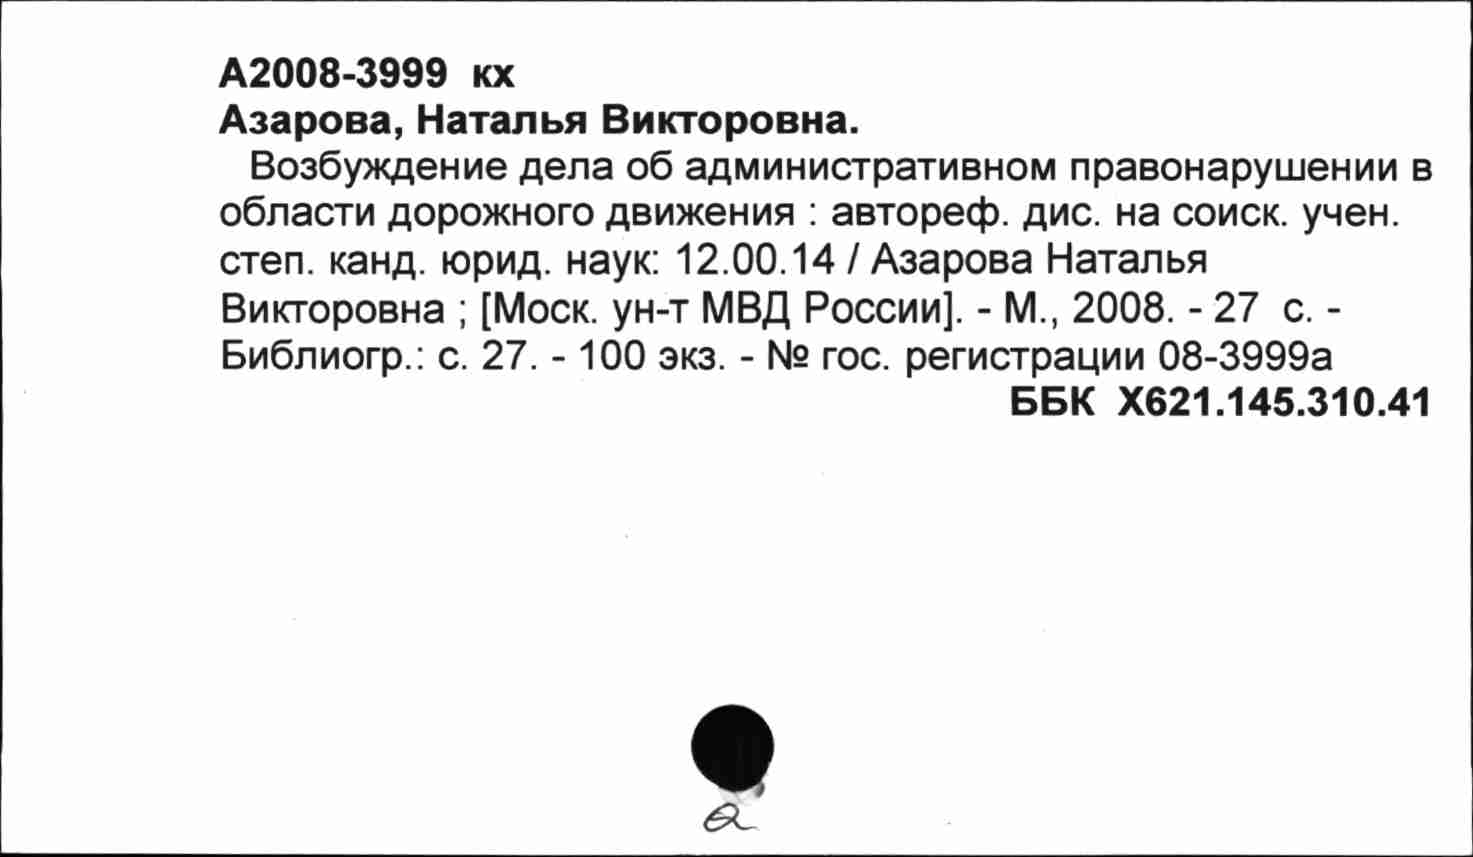 А2008-3999 кх
Азарова, Наталья Викторовна.
Возбуждение дела об административном правонарушении в
области дорожного движения : автореф. дис. на соиск. учен.
степ. канд. юрид. наук: 12.00.14 / Азарова Наталья
Викторовна ; [Моск. ун-т МВД России]. - М., 2008. - 27 с. -
Библиогр.: с. 27. - 100 экз. - № гос. регистрации 08-3999а
ББК Х621.145.310.41